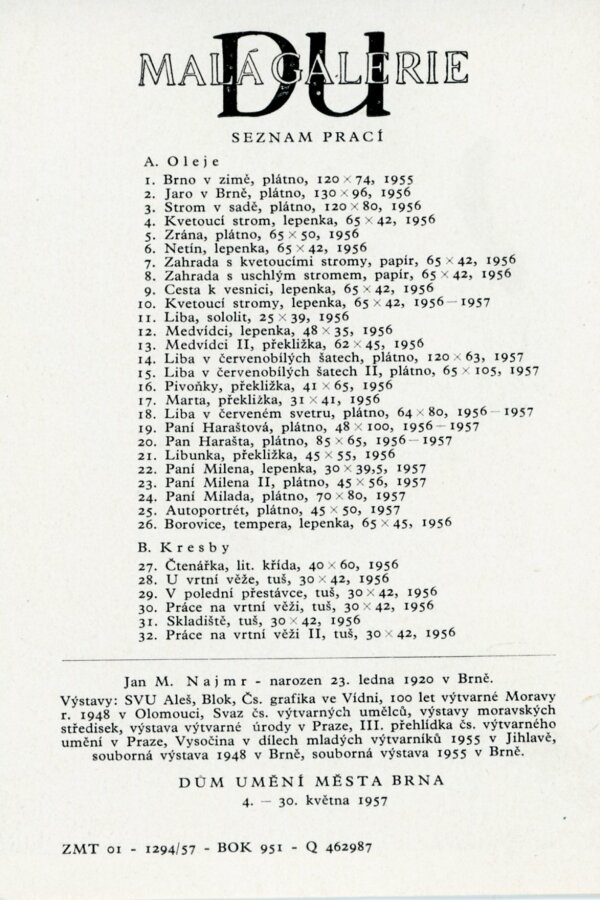 DU
MALÁ GALERIE
SEZNAM PRACÍ
A. Oleje
1. Brno v zimě, plátno, 120 × 74, 1955
2. Jaro v Brně, plátno, 130 × 96, 1956
3. Strom v sadě, plátno, 120 × 80, 1956
4. Kvetoucí strom, lepenka, 65 × 42, 1956
5. Zrána, plátno, 65 × 50, 1956
6. Netín, lepenka, 65 × 42, 1956
7. Zahrada s kvetoucími stromy, papír, 65 × 42, 1956
8. Zahrada s uschlým stromem, papír, 65 × 42, 1956
9. Cesta k vesnici, lepenka, 65 × 42, 1956
10. Kvetoucí stromy, lepenka, 65 × 42, 1956—1957
11. Liba, sololit, 25 × 39, 1956
12. Medvídci, lepenka, 48 × 35, 1956
13. Medvídci II, překližka, 62 × 45, 1956
14. Liba v červenobílých šatech, plátno, 120 × 63, 1957
15. Liba v červenobílých šatech II, plátno, 65 × 105, 1957
16. Pivoňky, překližka, 41 × 65, 1956
17. Marta, překližka, 31 × 41, 1956
18. Liba v červeném svetru, plátno, 64 × 80, 1956—1957
19. Paní Haraštová, plátno, 48 × 100, 1956—1957
20. Pan Harašta, plátno, 85 × 65, 1956—1957
21. Libunka, překližka, 45 × 55, 1956
22. Paní Milena, lepenka, 30 × 39,5, 1957
23. Paní Milena II, plátno, 45 × 56, 1957
24. Paní Milada, plátno, 70 × 80, 1957
25. Autoportrét, plátno, 45 × 50, 1957
26. Borovice, tempera, lepenka, 65 × 45, 1956
B. Kresby
27. Čtenářka, lit. křída, 40 × 60, 1956
28. U vrtní věže, tuš, 30 × 42, 1956
29. V polední přestávce, tuš, 30 × 42, 1956
30. Práce na vrtní věži, tuš, 30 × 42, 1956
31. Skladiště, tuš, 30 × 42, 1956
32. Práce na vrtní věži II, tuš, 30 × 42, 1956
Jan M. Najmr - narozen 23. ledna 1920 v Brně.
Výstavy: SVU Aleš, Blok, Čs. grafika ve Vídni, 100 let výtvarné Moravy
r. 1948 v Olomouci, Svaz čs. výtvarných umělců, výstavy moravských
středisek, výstava výtvarné úrody v Praze, III. přehlídka čs. výtvarného
umění v Praze, Vysočina v dílech mladých výtvarníků 1955 v Jihlavě,
souborná výstava 1948 v Brně, souborná výstava 1955 v Brně.
DŮM UMĚNÍ MĚSTA BRNA
4. — 30. května 1957
ZMT 01 - 1294/57 - BOK 951 - Q 462987